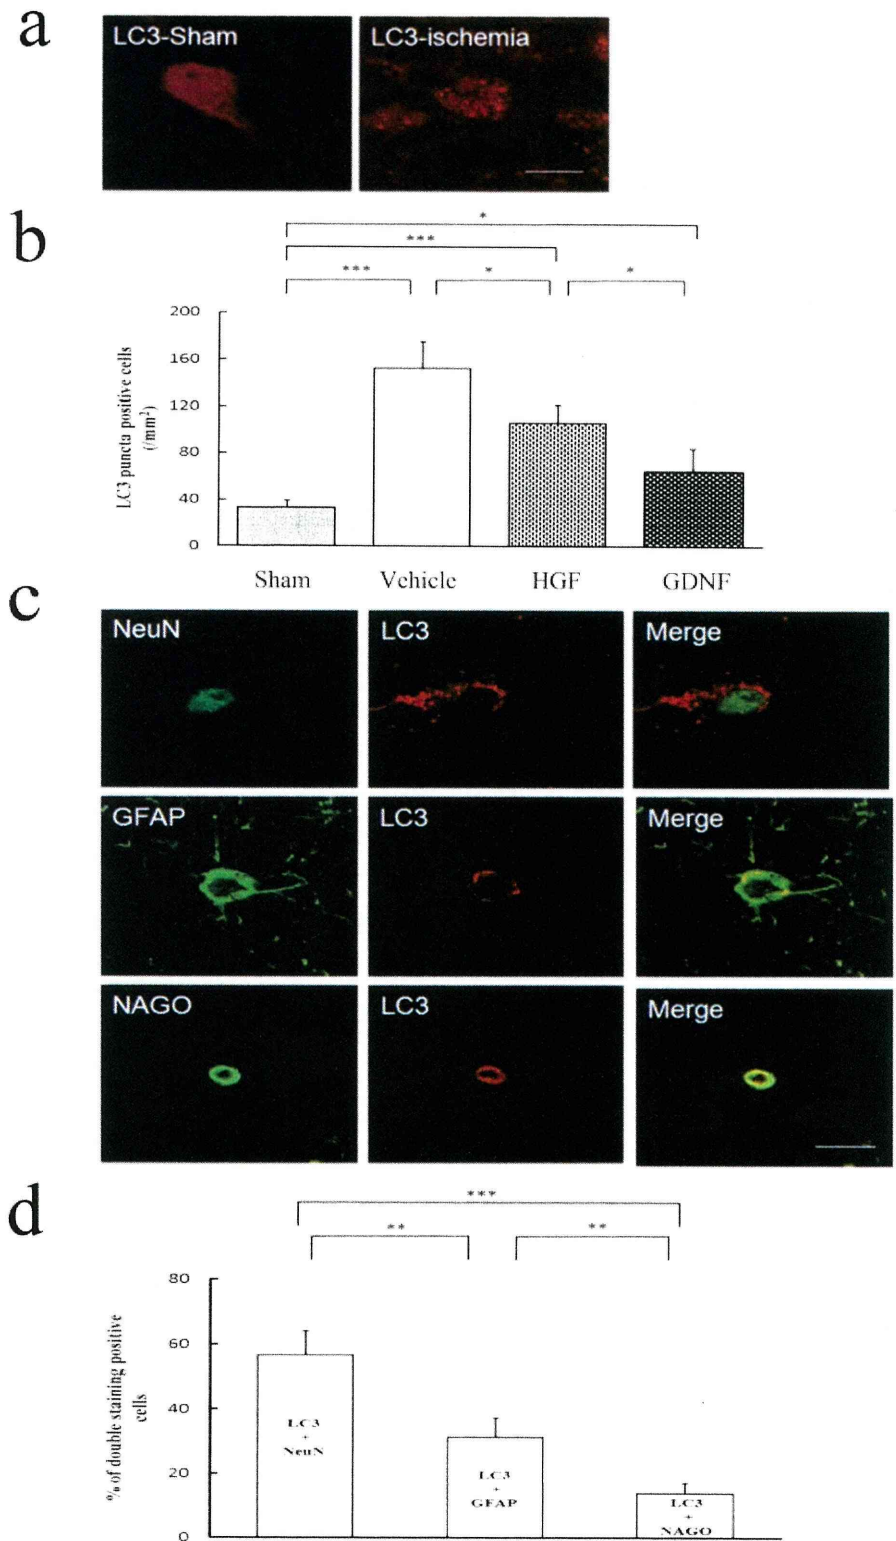 a
LC3-Sham
LC3-ischemia
b
*
***
***
*
*
LC3 puncta positive cells
(/mm²)
200
160
120
80
40
0
Sham
Vehicle
HGF
GDNF
c
NeuN
LC3
Merge
GFAP
LC3
Merge
NAGO
LC3
Merge
d
***
**
**
% of double staining positive
cells
80
60
40
20
0
LC3
+
NeuN
LC3
+
GFAP
LC3
+
NAGO